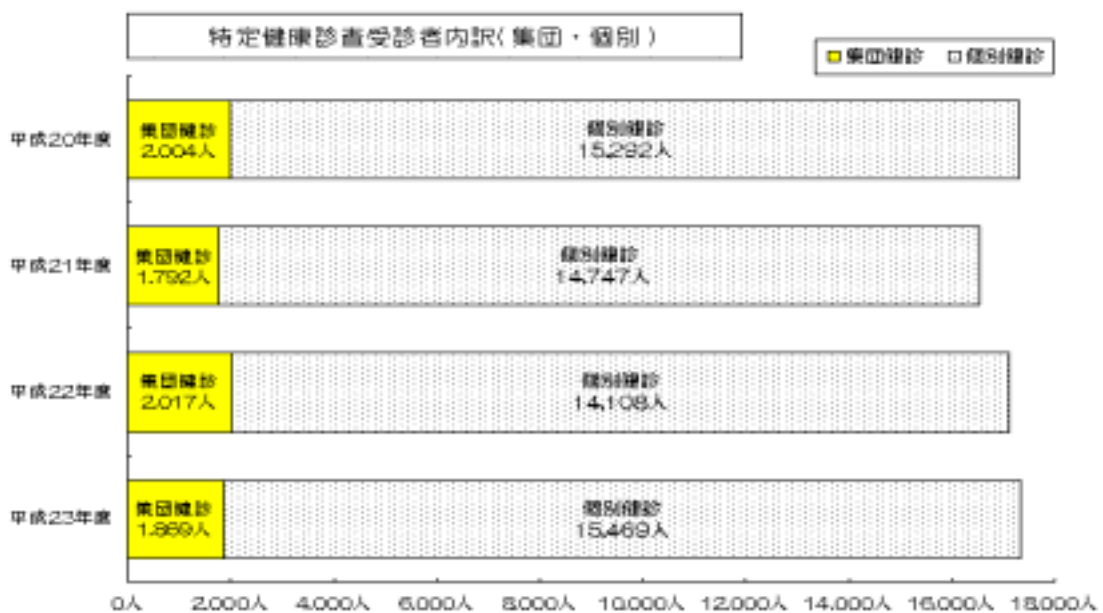 特定健康診査受診者内訳(集団・個別)
集団健診 個別健診
平成20年度
集団健診
2,004人
個別健診
15,292人
平成21年度
集団健診
1,792人
個別健診
14,747人
平成22年度
集団健診
2,017人
個別健診
14,108人
平成23年度
集団健診
1,869人
個別健診
15,469人
0人 2,000人 4,000人 6,000人 8,000人 10,000人 12,000人 14,000人 16,000人 18,000人